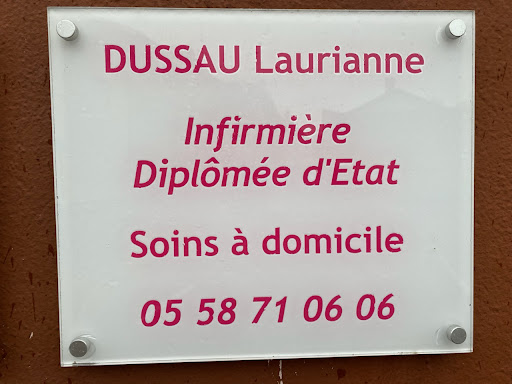 DUSSAU Laurianne
Infirmière
Diplômée d'Etat
Soins à domicile
05 58 71 06 06